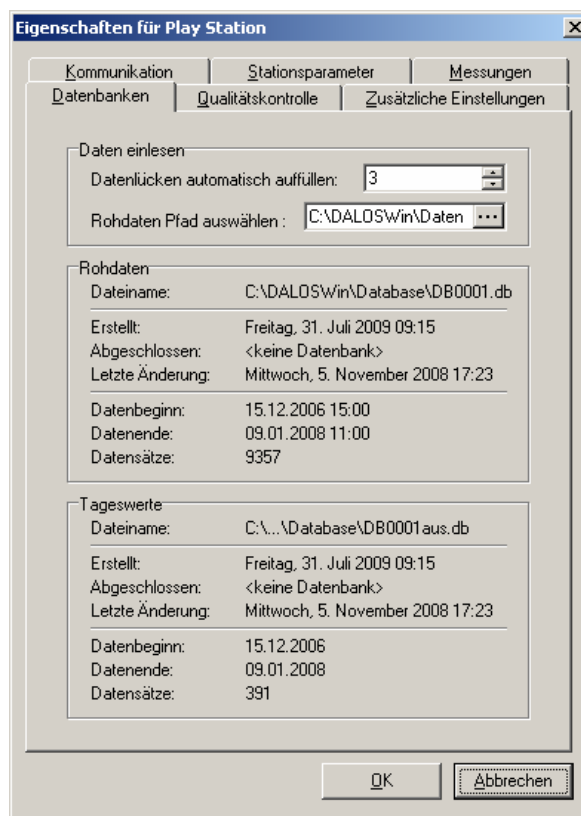 Eigenschaften für Play Station
Kommunikation Stationsparameter Messungen
Datenbanken Qualitätskontrolle Zusätzliche Einstellungen
Daten einlesen
Datenlücken automatisch auffüllen: 3
Rohdaten Pfad auswählen : C:\DALOSWin\Daten ...
Rohdaten
Dateiname: C:\DALOSWin\Database\DB0001.db
Erstellt: Freitag, 31. Juli 2009 09:15
Abgeschlossen: <keine Datenbank>
Letzte Änderung: Mittwoch, 5. November 2008 17:23
Datenbeginn: 15.12.2006 15:00
Datenende: 09.01.2008 11:00
Datensätze: 9357
Tageswerte
Dateiname: C:\...\Database\DB0001aus.db
Erstellt: Freitag, 31. Juli 2009 09:15
Abgeschlossen: <keine Datenbank>
Letzte Änderung: Mittwoch, 5. November 2008 17:23
Datenbeginn: 15.12.2006
Datenende: 09.01.2008
Datensätze: 391
OK Abbrechen